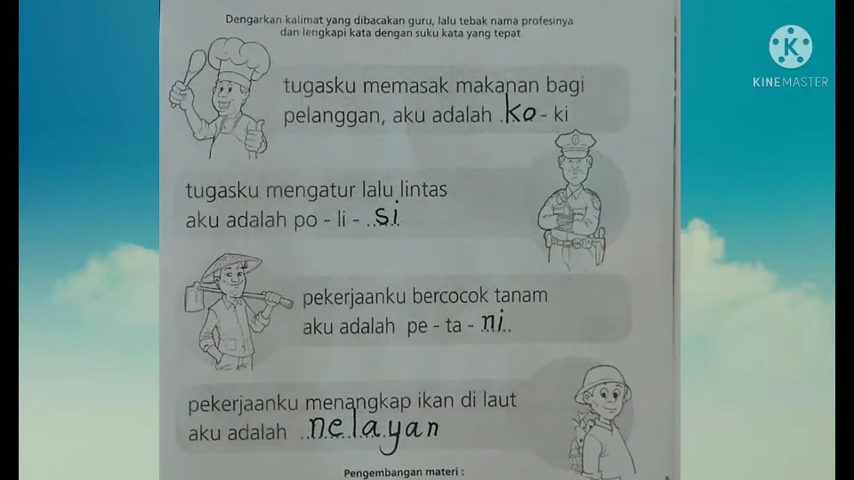 Dengarkan kalimat yang dibacakan guru, lalu tebak nama profesinya
dan lengkapi kata dengan suku kata yang tepat
K
KINEMASTER
tugasku memasak makanan bagi
pelanggan, aku adalah .ko - ki
tugasku mengatur lalu lintas
aku adalah po - li - ..si.
pekerjaanku bercocok tanam
aku adalah pe - ta - ..ni..
pekerjaanku menangkap ikan di laut
aku adalah ..nelayan
Pengembangan materi :